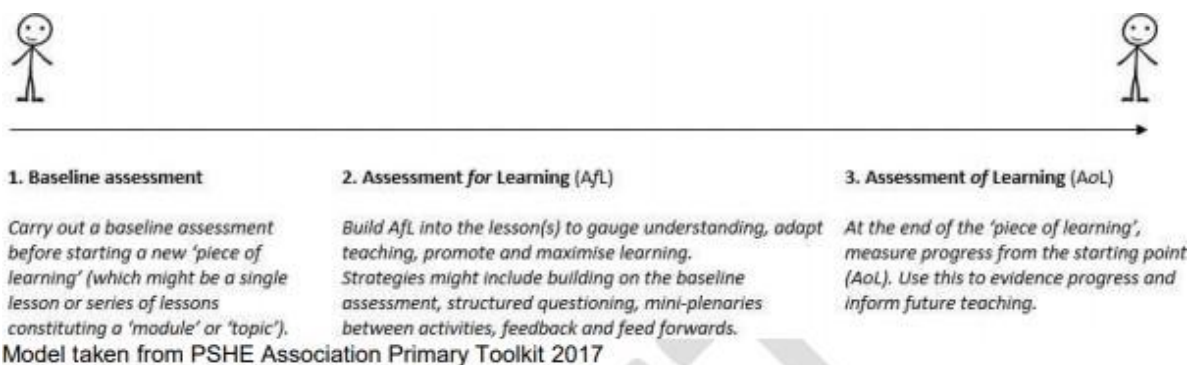 1. Baseline assessment
Carry out a baseline assessment
before starting a new ‘piece of
learning’ (which might be a single
lesson or series of lessons
constituting a ‘module’ or ‘topic’).
2. Assessment for Learning (AfL)
Build AfL into the lesson(s) to gauge understanding, adapt
teaching, promote and maximise learning.
Strategies might include building on the baseline
assessment, structured questioning, mini-plenaries
between activities, feedback and feed forwards.
3. Assessment of Learning (AoL)
At the end of the ‘piece of learning’,
measure progress from the starting point
(AoL). Use this to evidence progress and
inform future teaching.
Model taken from PSHE Association Primary Toolkit 2017